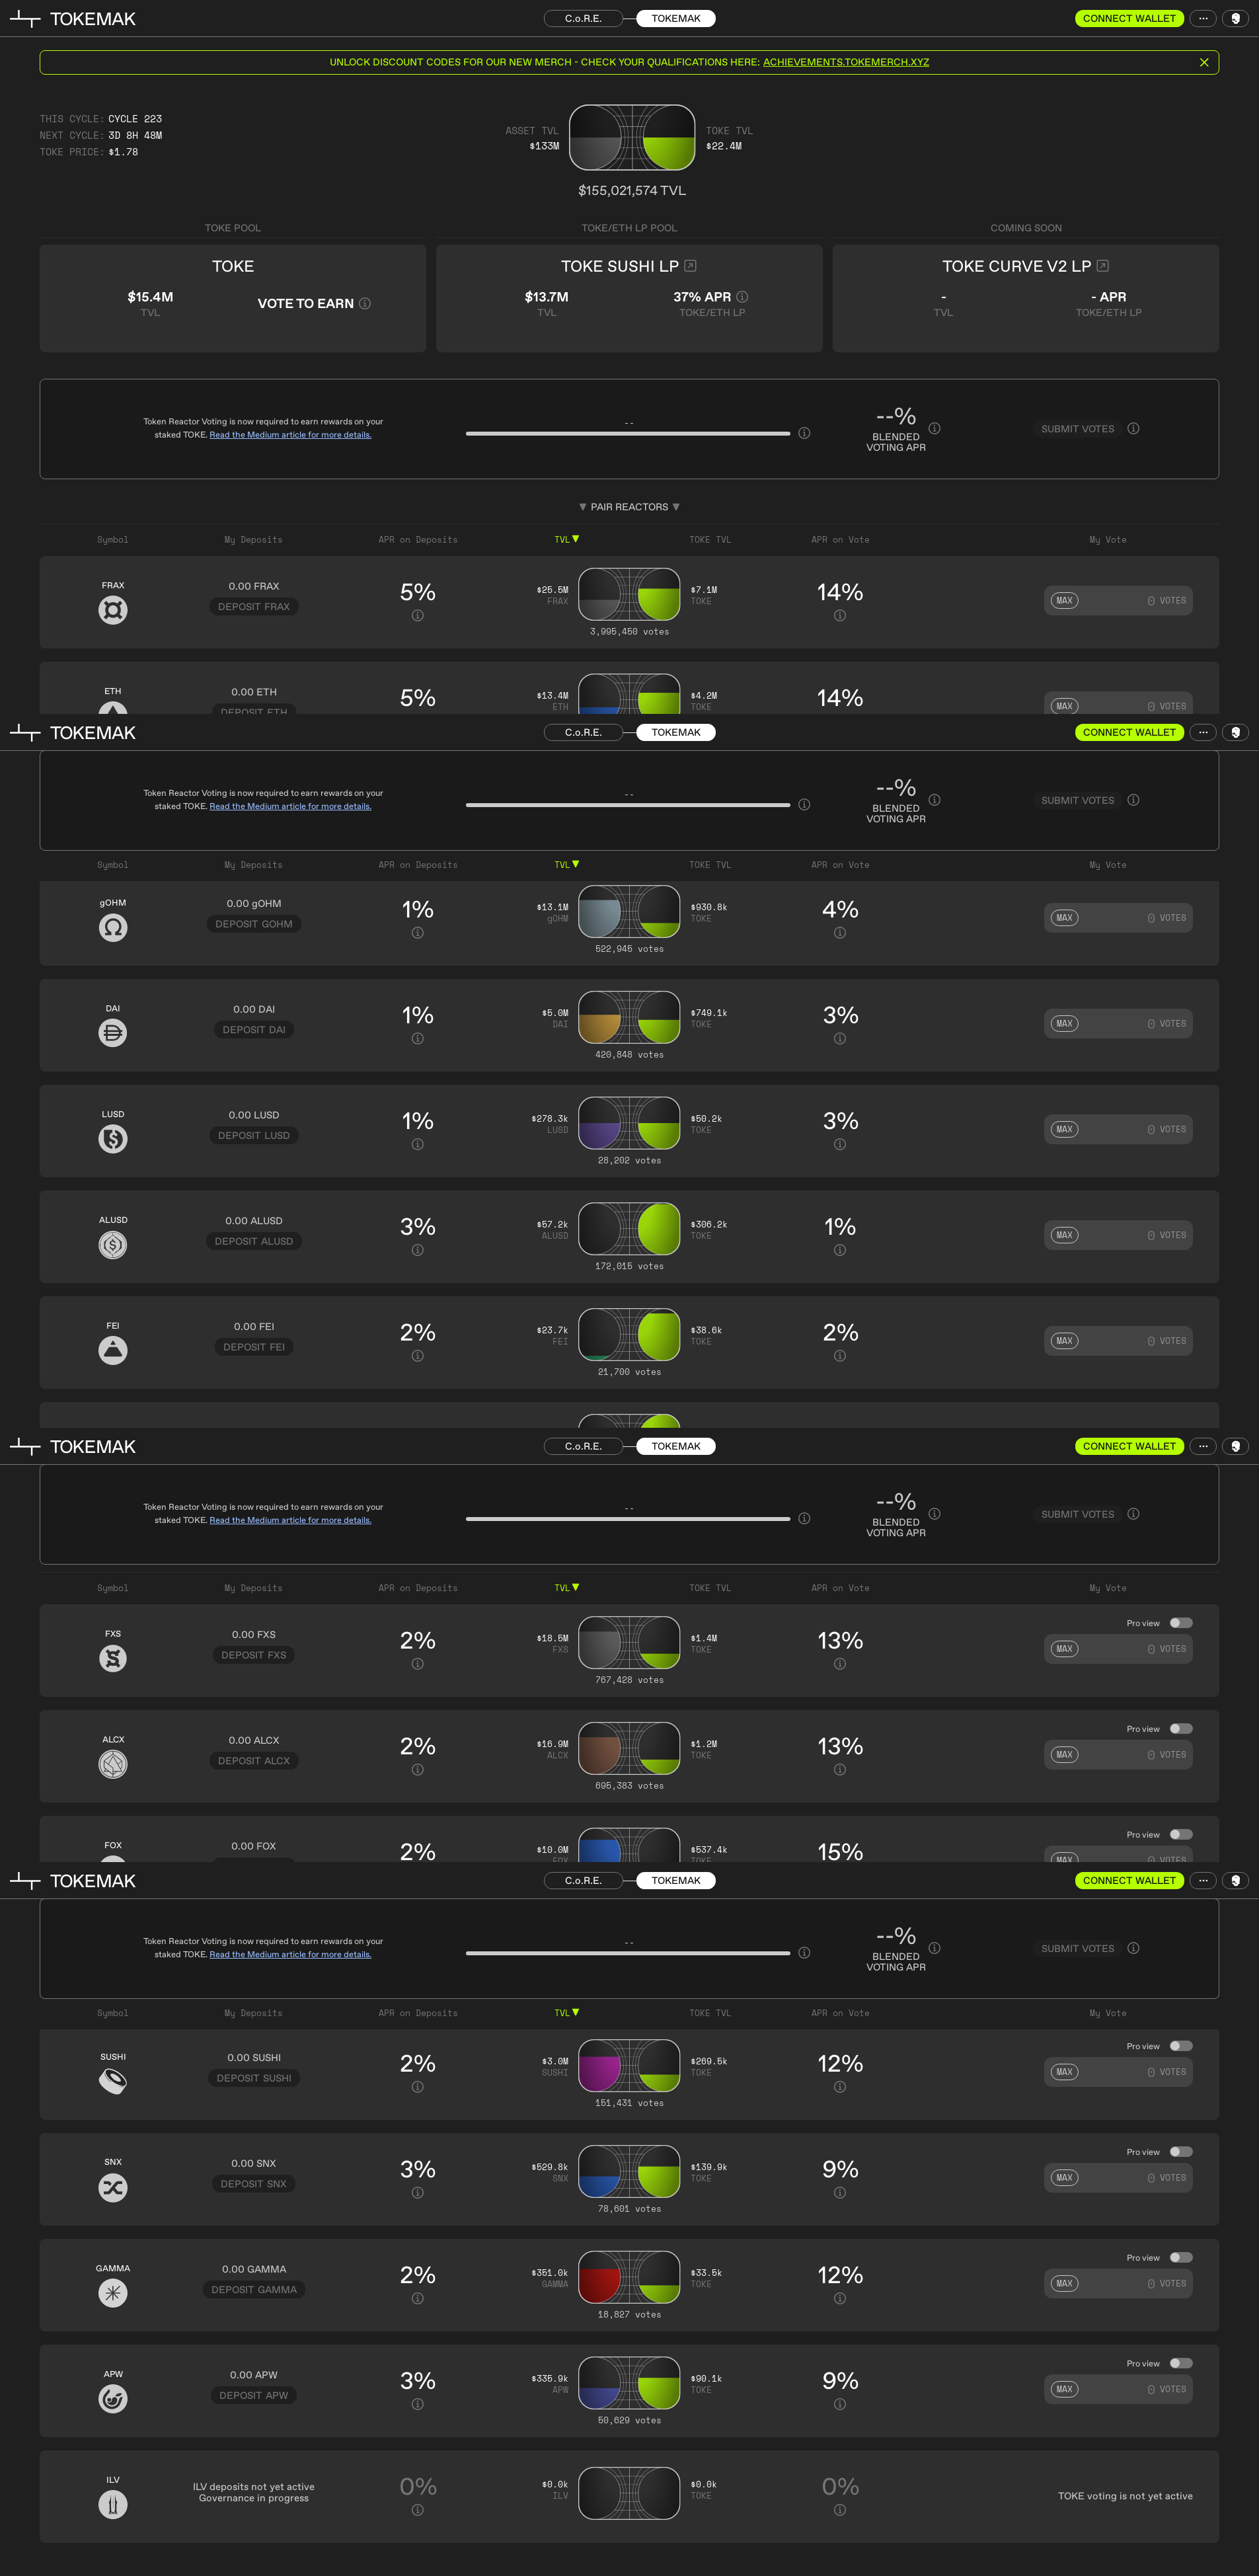 TOKEMAK
C.o.R.E. TOKEMAK
CONNECT WALLET ...
UNLOCK DISCOUNT CODES FOR OUR NEW MERCH - CHECK YOUR QUALIFICATIONS HERE: ACHIEVEMENTS.TOKEMERCH.XYZ
THIS CYCLE: CYCLE 223
NEXT CYCLE: 3D 8H 48M
TOKE PRICE: $1.78
ASSET TVL
$133M
TOKE TVL
$22.4M
$155,021,574 TVL
TOKE POOL
TOKE
$15.4M
TVL
VOTE TO EARN
TOKE/ETH LP POOL
TOKE SUSHI LP
$13.7M
TVL
37% APR
TOKE/ETH LP
COMING SOON
TOKE CURVE V2 LP
-
TVL
- APR
TOKE/ETH LP
Token Reactor Voting is now required to earn rewards on your
staked TOKE. Read the Medium article for more details.
--
--%
BLENDED
VOTING APR
SUBMIT VOTES
▼ PAIR REACTORS ▼
Symbol My Deposits APR on Deposits TVL▼ TOKE TVL APR on Vote My Vote
FRAX
0.00 FRAX
DEPOSIT FRAX
5%
$25.5M
FRAX
$7.1M
TOKE
3,995,450 votes
14%
MAX 0 VOTES
ETH
0.00 ETH
DEPOSIT ETH
5%
$13.4M
ETH
$4.2M
TOKE
14%
MAX 0 VOTES
TOKEMAK
C.o.R.E. TOKEMAK
CONNECT WALLET ...
Token Reactor Voting is now required to earn rewards on your
staked TOKE. Read the Medium article for more details.
--
--%
BLENDED
VOTING APR
SUBMIT VOTES
Symbol My Deposits APR on Deposits TVL▼ TOKE TVL APR on Vote My Vote
gOHM
0.00 gOHM
DEPOSIT GOHM
1%
$13.1M
gOHM
$930.8k
TOKE
522,945 votes
4%
MAX 0 VOTES
DAI
0.00 DAI
DEPOSIT DAI
1%
$5.0M
DAI
$749.1k
TOKE
420,848 votes
3%
MAX 0 VOTES
LUSD
0.00 LUSD
DEPOSIT LUSD
1%
$278.3k
LUSD
$50.2k
TOKE
28,202 votes
3%
MAX 0 VOTES
ALUSD
0.00 ALUSD
DEPOSIT ALUSD
3%
$57.2k
ALUSD
$306.2k
TOKE
172,015 votes
1%
MAX 0 VOTES
FEI
0.00 FEI
DEPOSIT FEI
2%
$23.7k
FEI
$38.6k
TOKE
21,700 votes
2%
MAX 0 VOTES
TOKEMAK
C.o.R.E. TOKEMAK
CONNECT WALLET ...
Token Reactor Voting is now required to earn rewards on your
staked TOKE. Read the Medium article for more details.
--
--%
BLENDED
VOTING APR
SUBMIT VOTES
Symbol My Deposits APR on Deposits TVL▼ TOKE TVL APR on Vote My Vote
FXS
0.00 FXS
DEPOSIT FXS
2%
$18.5M
FXS
$1.4M
TOKE
767,428 votes
13%
Pro view
MAX 0 VOTES
ALCX
0.00 ALCX
DEPOSIT ALCX
2%
$16.9M
ALCX
$1.2M
TOKE
695,383 votes
13%
Pro view
MAX 0 VOTES
FOX
0.00 FOX
2%
$10.0M
FOX
$537.4k
TOKE
15%
Pro view
MAX 0 VOTES
TOKEMAK
C.o.R.E. TOKEMAK
CONNECT WALLET ...
Token Reactor Voting is now required to earn rewards on your
staked TOKE. Read the Medium article for more details.
--
--%
BLENDED
VOTING APR
SUBMIT VOTES
Symbol My Deposits APR on Deposits TVL▼ TOKE TVL APR on Vote My Vote
SUSHI
0.00 SUSHI
DEPOSIT SUSHI
2%
$3.0M
SUSHI
$269.5k
TOKE
151,431 votes
12%
Pro view
MAX 0 VOTES
SNX
0.00 SNX
DEPOSIT SNX
3%
$529.8k
SNX
$139.9k
TOKE
78,601 votes
9%
Pro view
MAX 0 VOTES
GAMMA
0.00 GAMMA
DEPOSIT GAMMA
2%
$351.0k
GAMMA
$33.5k
TOKE
18,827 votes
12%
Pro view
MAX 0 VOTES
APW
0.00 APW
DEPOSIT APW
3%
$335.9k
APW
$90.1k
TOKE
50,629 votes
9%
Pro view
MAX 0 VOTES
ILV
ILV deposits not yet active
Governance in progress
0%
$0.0k
ILV
$0.0k
TOKE
0%
TOKE voting is not yet active